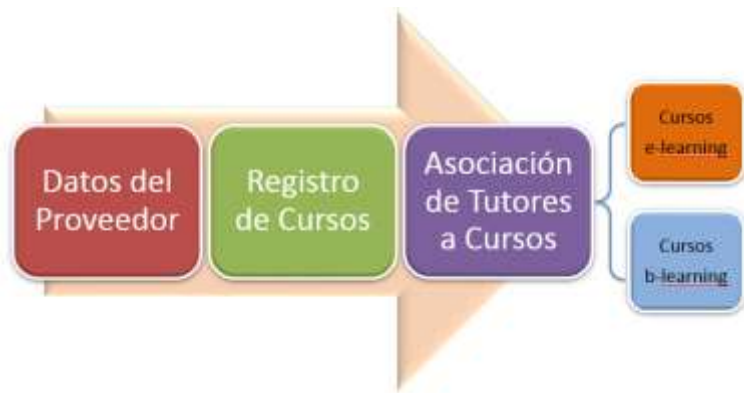 Datos del
Proveedor
Registro
de Cursos
Asociación
de Tutores
a Cursos
Cursos
e-learning
Cursos
b-learning